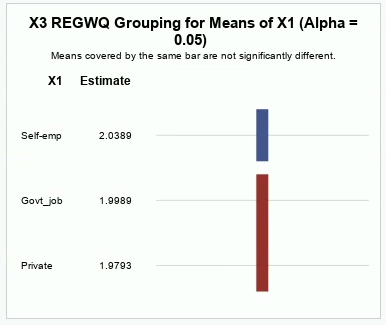 X3 REGWQ Grouping for Means of X1 (Alpha =
0.05)
Means covered by the same bar are not significantly different.
X1 Estimate
Self-emp 2.0389
Govt_job 1.9989
Private 1.9793